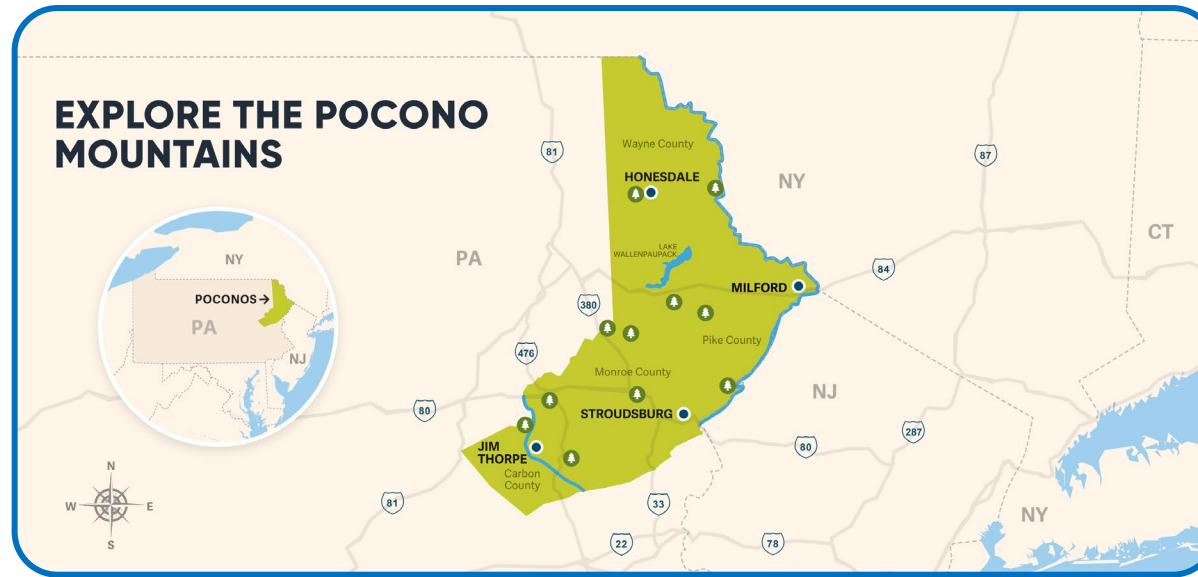 EXPLORE THE POCONO
MOUNTAINS
NY
POCONOS
PA
NJ
N
W
E
S
81
Wayne County
HONESDALE
NY
87
CT
PA
LAKE
WALLENPAUPACK
84
MILFORD
380
Pike County
476
Monroe County
NJ
80
STROUDSBURG
287
80
JIM
THORPE
Carbon
County
81
33
NY
22
78